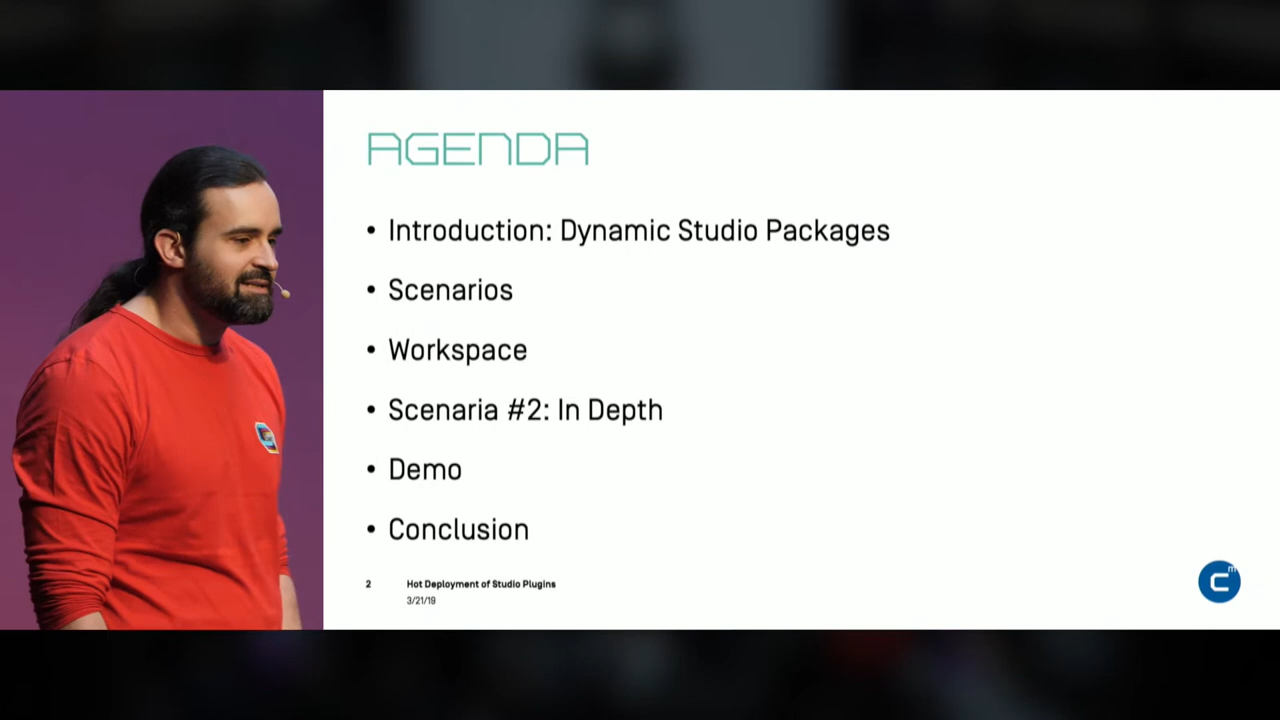 AGENDA
• Introduction: Dynamic Studio Packages
• Scenarios
• Workspace
• Scenaria #2: In Depth
• Demo
• Conclusion
2 Hot Deployment of Studio Plugins
3/21/19
C m